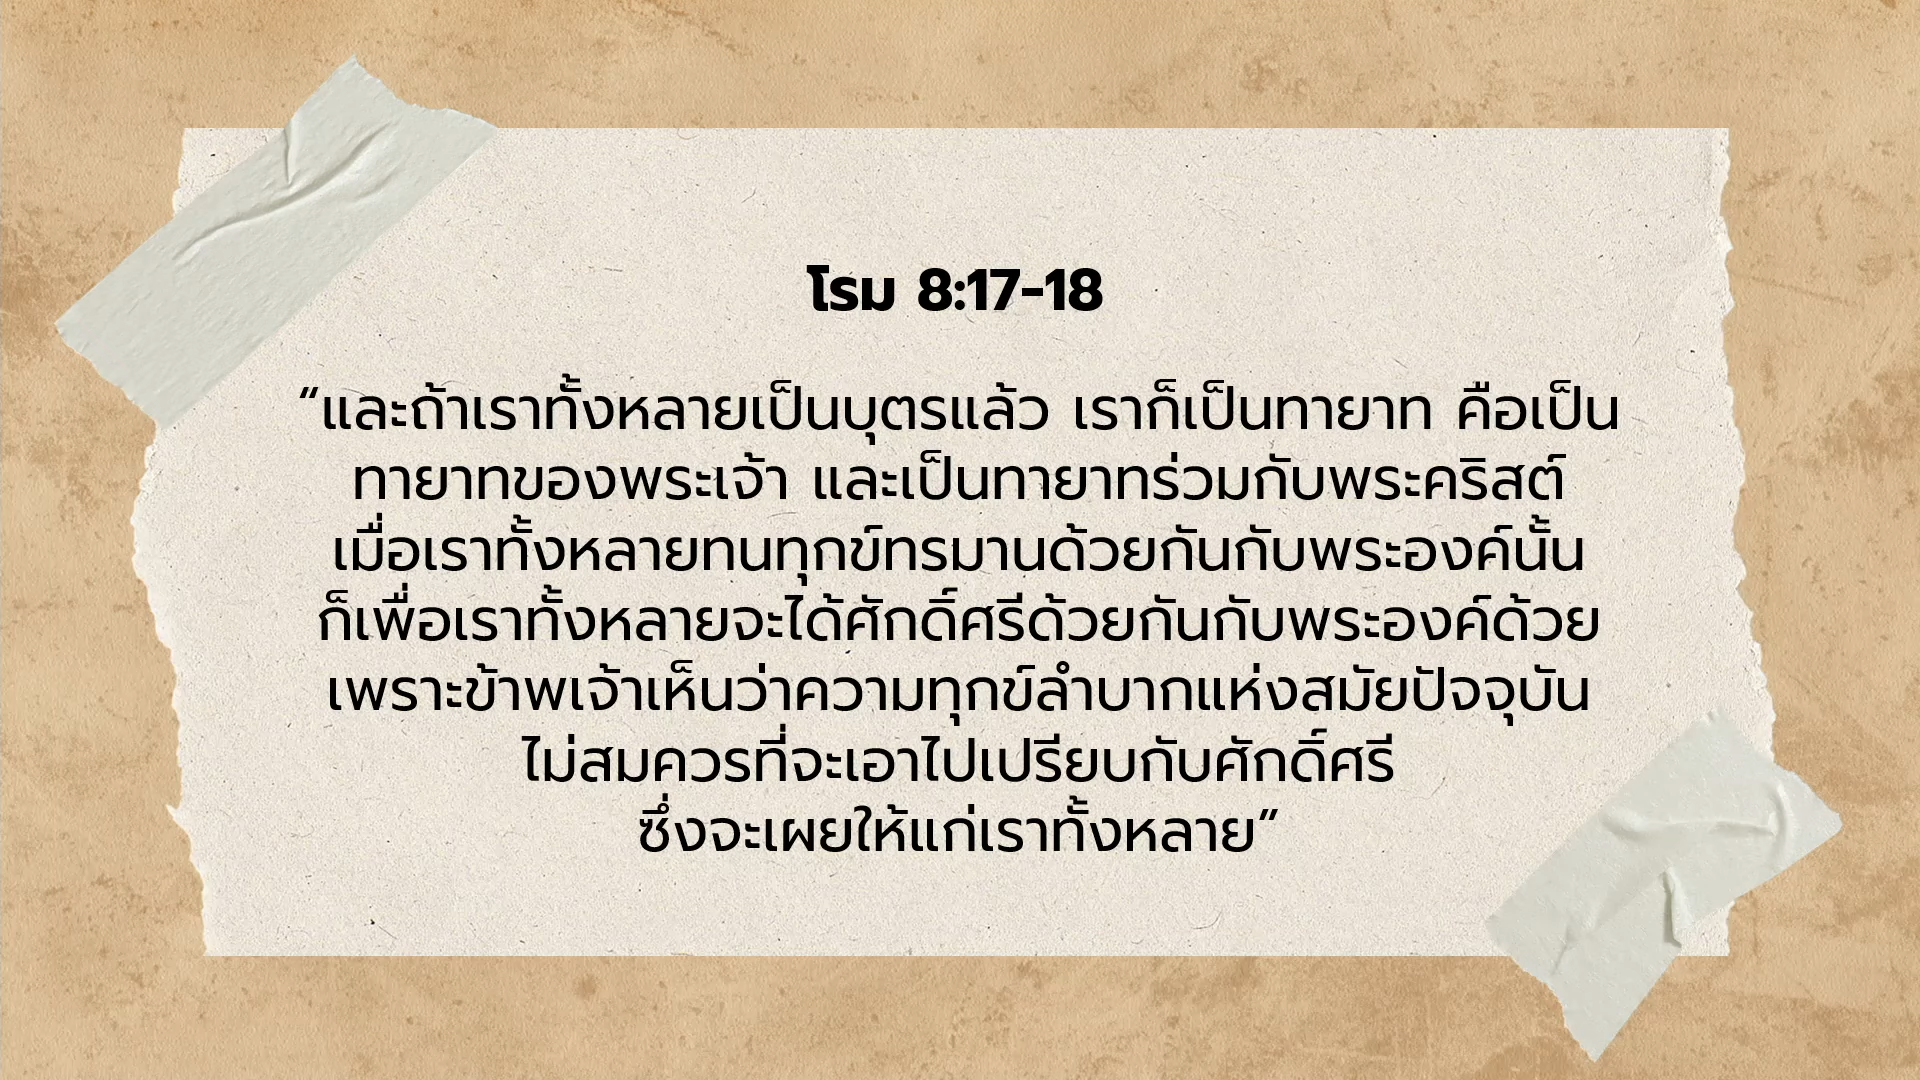 โรม 8:17-18
“และถ้าเราทั้งหลายเป็นบุตรแล้ว เราก็เป็นทายาท คือเป็น
ทายาทของพระเจ้า และเป็นทายาทร่วมกับพระคริสต์
เมื่อเราทั้งหลายทนทุกข์ทรมานด้วยกันกับพระองค์นั้น
ก็เพื่อเราทั้งหลายจะได้ศักดิ์ศรีด้วยกันกับพระองค์ด้วย
เพราะข้าพเจ้าเห็นว่าความทุกข์ลำบากแห่งสมัยปัจจุบัน
ไม่สมควรที่จะเอาไปเปรียบกับศักดิ์ศรี
ซึ่งจะเผยให้แก่เราทั้งหลาย”